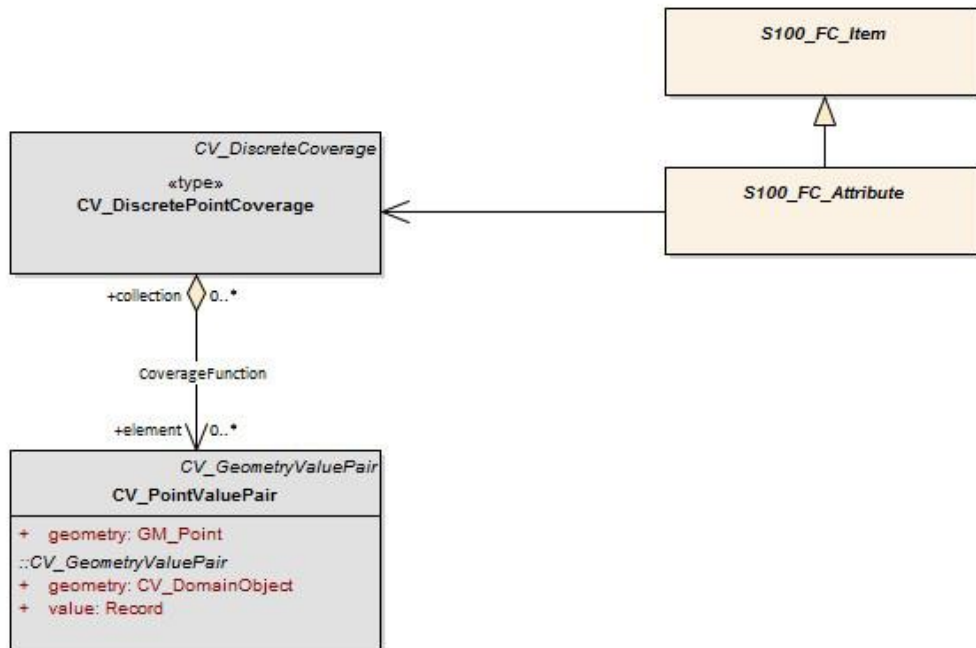 S100_FC_Item
CV_DiscreteCoverage
«type»
CV_DiscretePointCoverage
S100_FC_Attribute
+collection 0..*
CoverageFunction
+element 0..*
CV_GeometryValuePair
CV_PointValuePair
+ geometry: GM_Point
::CV_GeometryValuePair
+ geometry: CV_DomainObject
+ value: Record